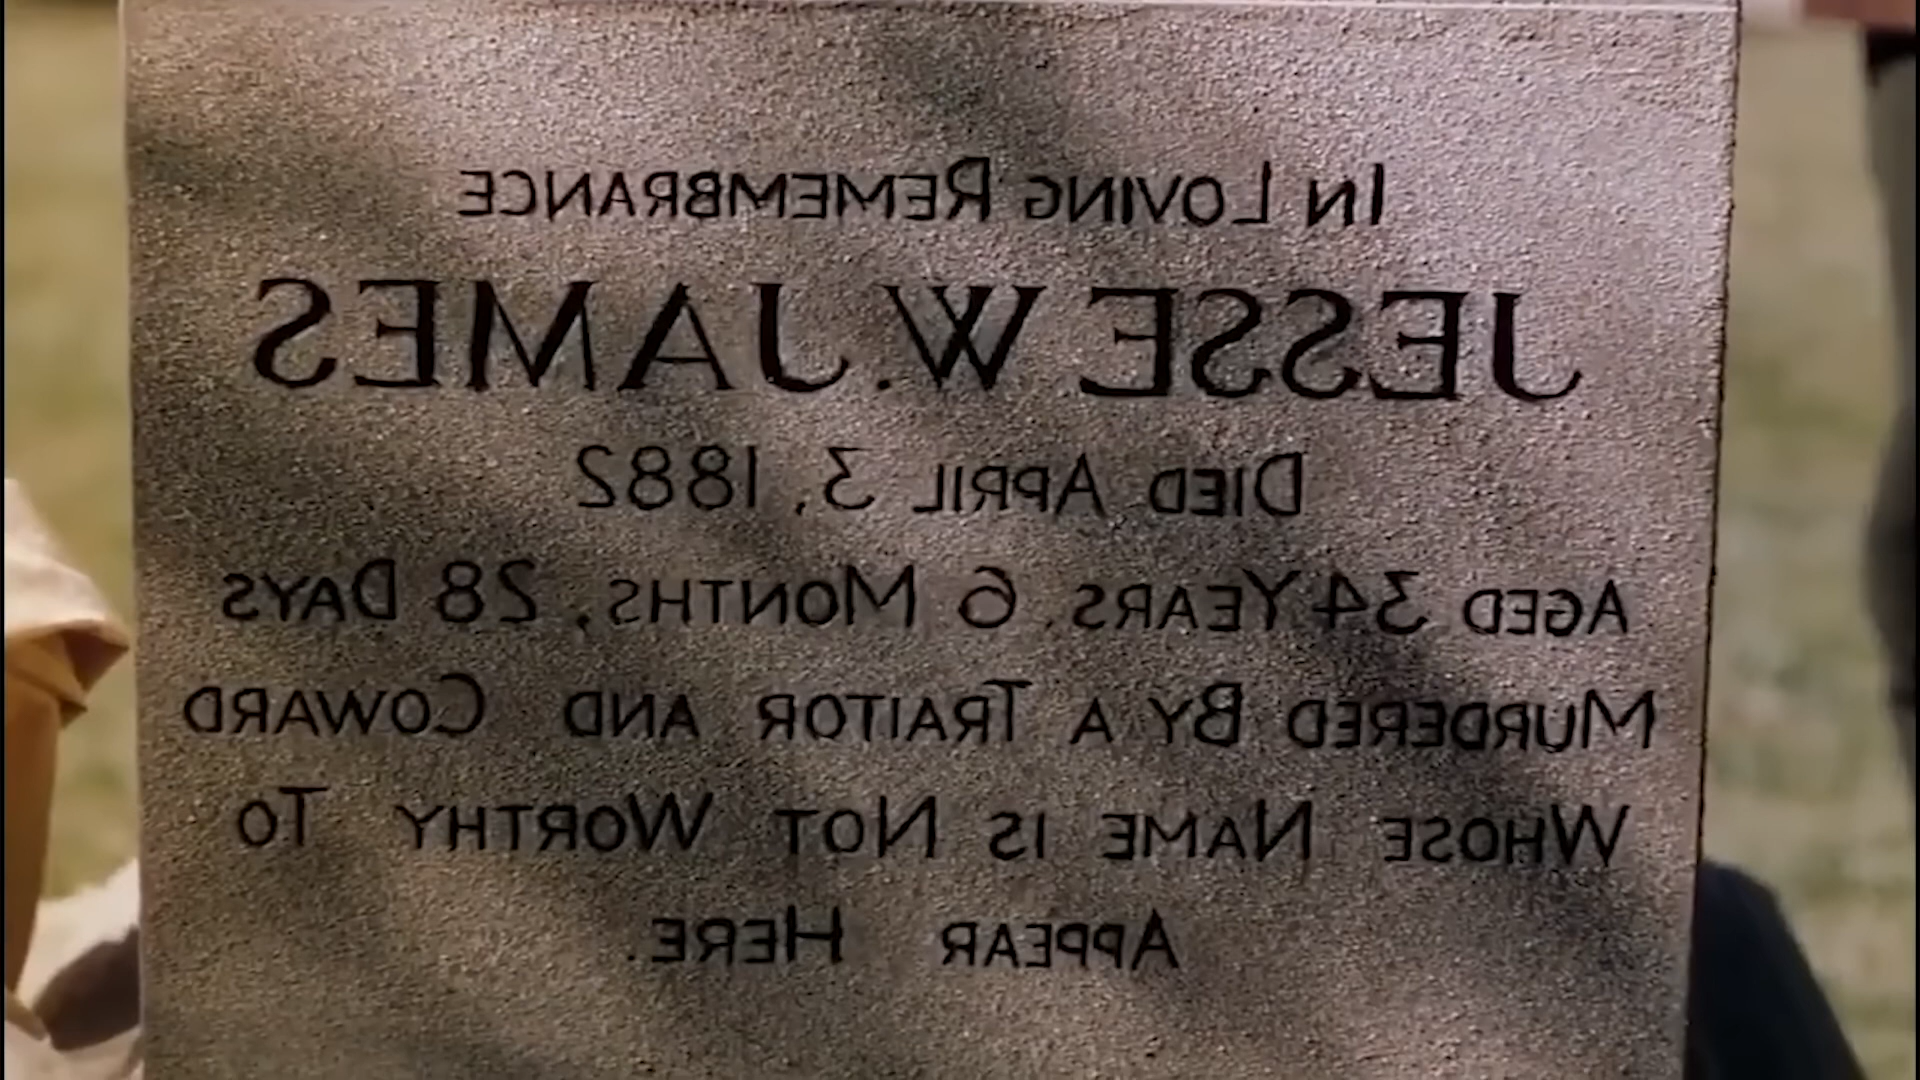 In Loving Remembrance
JESSE W. JAMES
Died April 3, 1882
Aged 34 Years, 6 Months, 28 Days
Murdered By a Traitor and Coward
Whose Name is Not Worthy To
Appear Here.